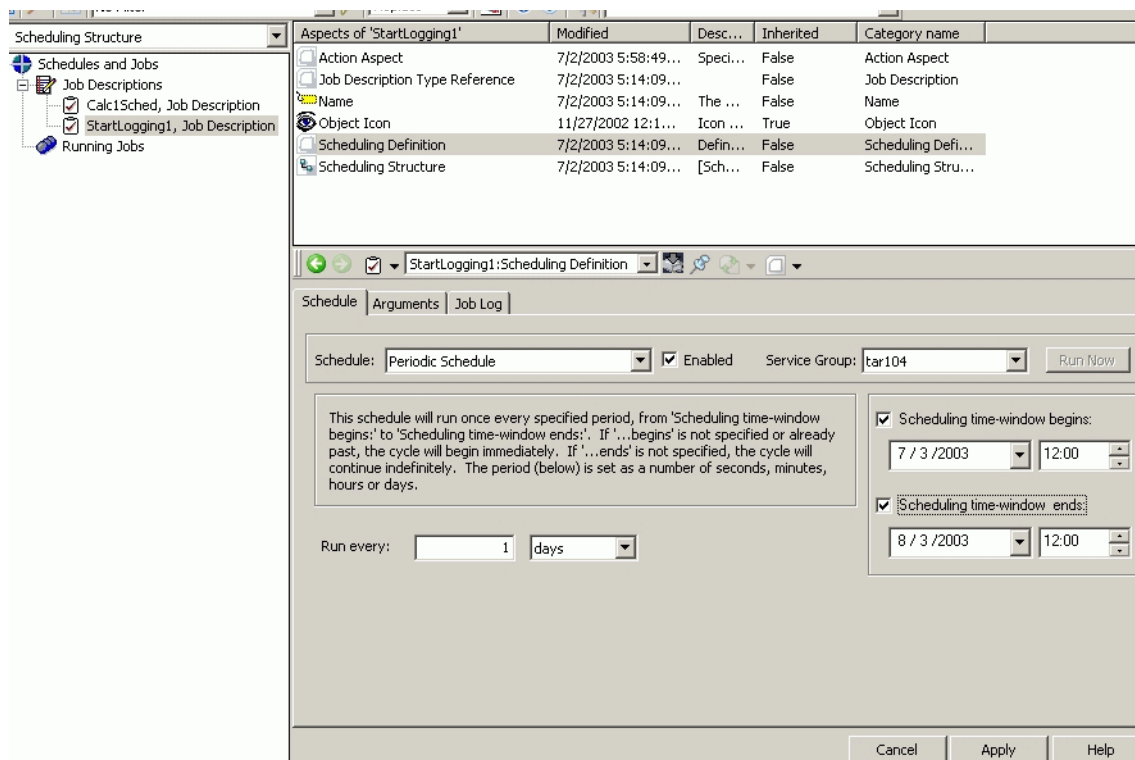 Scheduling Structure
Schedules and Jobs
Job Descriptions
Calc1Sched, Job Description
StartLogging1, Job Description
Running Jobs
Aspects of 'StartLogging1' Modified Desc... Inherited Category name
Action Aspect 7/2/2003 5:58:49... Speci... False Action Aspect
Job Description Type Reference 7/2/2003 5:14:09... False Job Description
Name 7/2/2003 5:14:09... The ... False Name
Object Icon 11/27/2002 12:1... Icon ... True Object Icon
Scheduling Definition 7/2/2003 5:14:09... Defin... False Scheduling Defi...
Scheduling Structure 7/2/2003 5:14:09... [Sch... False Scheduling Stru...
StartLogging1:Scheduling Definition
Schedule Arguments Job Log
Schedule: Periodic Schedule Enabled Service Group: tar104 Run Now
This schedule will run once every specified period, from 'Scheduling time-window
begins:' to 'Scheduling time-window ends:'. If '...begins' is not specified or already
past, the cycle will begin immediately. If '...ends' is not specified, the cycle will
continue indefinitely. The period (below) is set as a number of seconds, minutes,
hours or days.
Scheduling time-window begins:
7 / 3 /2003 12:00
Scheduling time-window ends:
8 / 3 /2003 12:00
Run every: 1 days
Cancel Apply Help